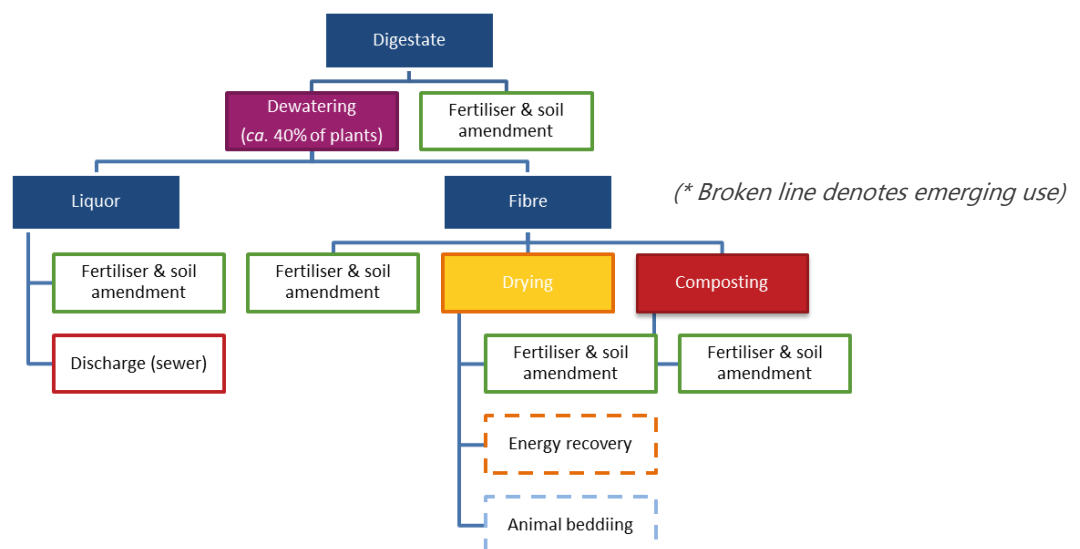 Digestate
Dewatering
(ca. 40% of plants)
Fertiliser & soil
amendment
Liquor
Fibre
(* Broken line denotes emerging use)
Fertiliser & soil
amendment
Fertiliser & soil
amendment
Drying
Composting
Discharge (sewer)
Fertiliser & soil
amendment
Fertiliser & soil
amendment
Energy recovery
Animal beddiing